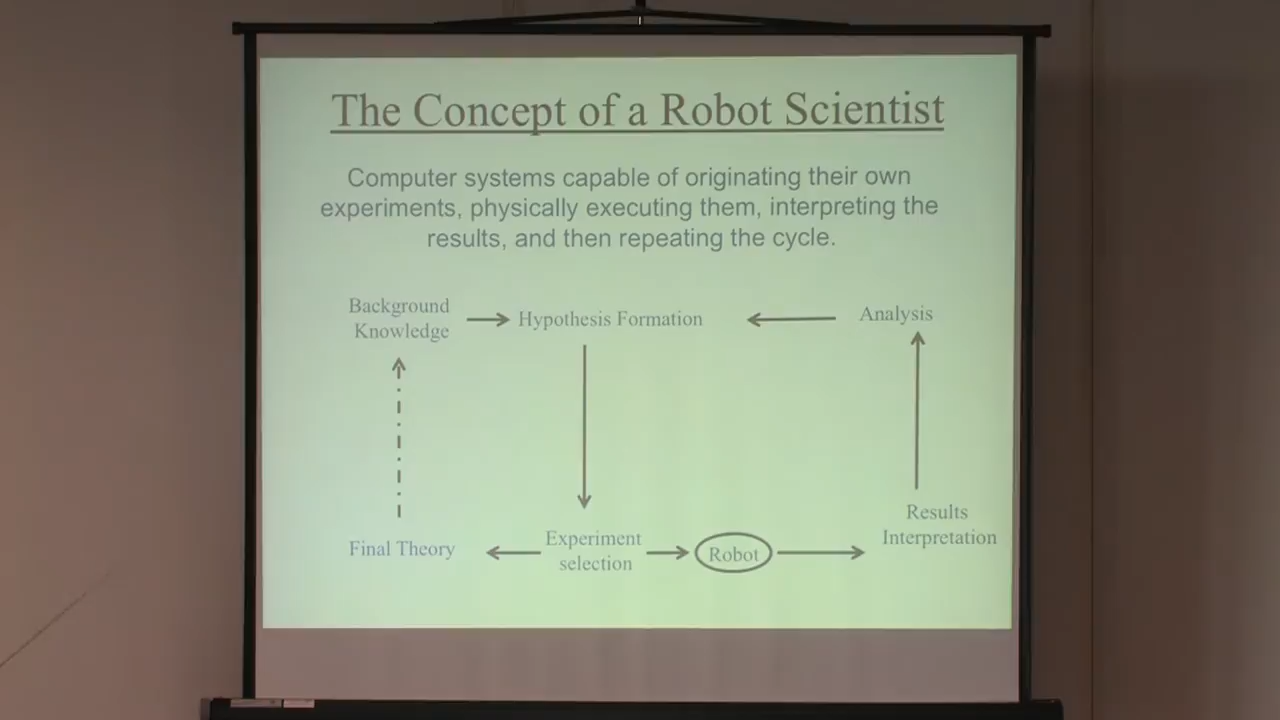 The Concept of a Robot Scientist
Computer systems capable of originating their own
experiments, physically executing them, interpreting the
results, and then repeating the cycle.
Background
Knowledge
Hypothesis Formation
Analysis
Final Theory
Experiment
selection
Robot
Results
Interpretation